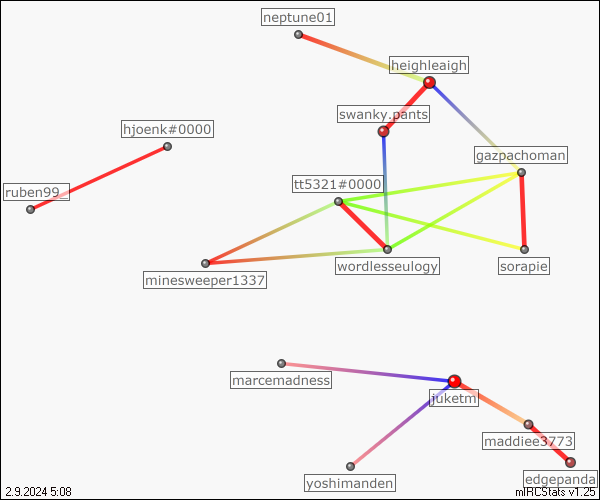 neptune01
heighleaigh
swanky.pants
hjoenk#0000
gazpachoman
tt5321#0000
ruben99_
wordlesseulogy
sorapie
minesweeper1337
marcemadness
juketm
maddiee3773
edgepanda
yoshimanden
2.9.2024 5:08
mIRCStats v1.25